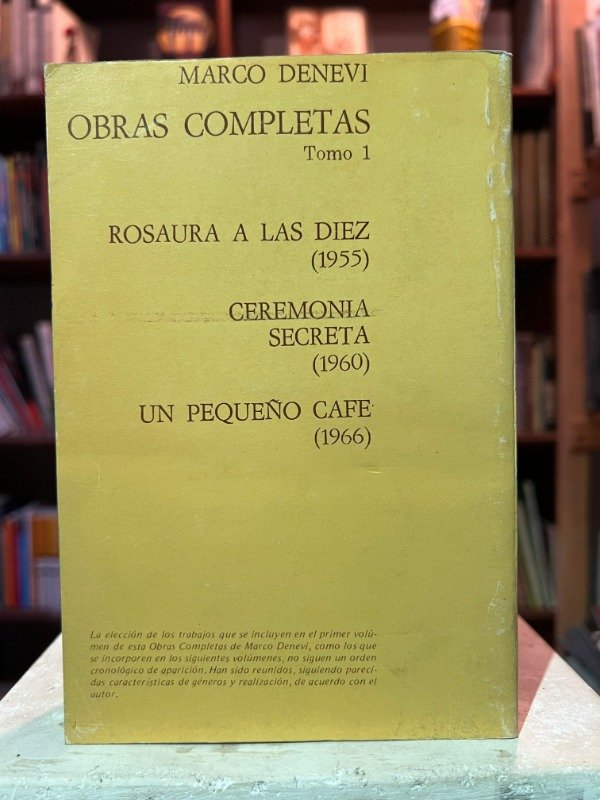 MARCO DENEVI
OBRAS COMPLETAS
Tomo 1
ROSAURA A LAS DIEZ
(1955)
CEREMONIA
SECRETA
(1960)
UN PEQUEÑO CAFE
(1966)
La elección de los trabajos que se incluyen en el primer volú-
men de esta Obras Completas de Marco Denevi, como los que
se incorporen en los siguientes volúmenes, no siguen un orden
cronológico de aparición. Han sido reunidos, siguiendo pareci-
das características de géneros y realización, de acuerdo con el
autor.